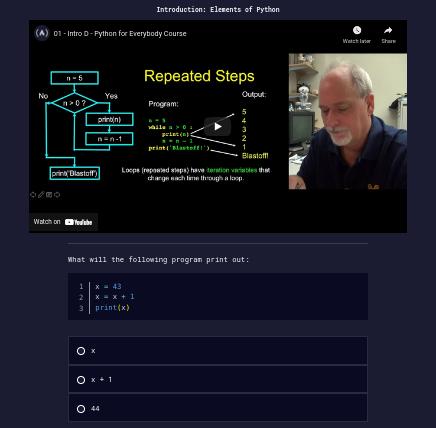 Introduction: Elements of Python
01 - Intro D - Python for Everybody Course
Watch later
Share
Repeated Steps
n = 5
No
Yes
n > 0 ?
print(n)
n = n -1
print('Blastoff')
Program:
n = 5
while n > 0 :
print(n)
n = n - 1
print('Blastoff!')
Output:
5
4
3
2
1
Blastoff!
Loops (repeated steps) have iteration variables that
change each time through a loop.
Watch on YouTube
What will the following program print out:
1 x = 43
2 x = x + 1
3 print(x)
x
x + 1
44